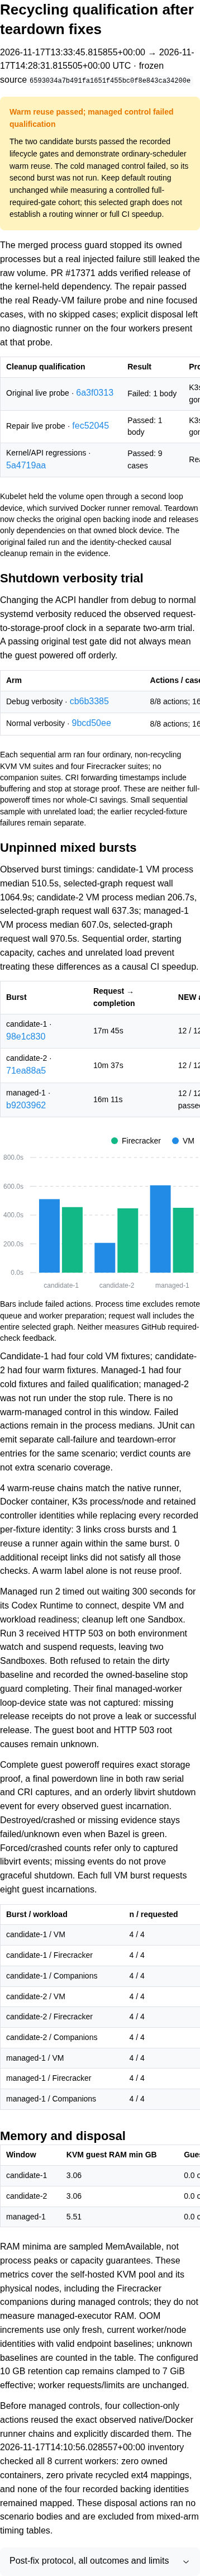 Recycling qualification after
teardown fixes
2026-11-17T13:33:45.815855+00:00 → 2026-11-
17T14:28:31.815505+00:00 UTC · frozen
source 6593034a7b491fa1651f455bc0f8e843ca34200e
Warm reuse passed; managed control failed
qualification
The two candidate bursts passed the recorded
lifecycle gates and demonstrate ordinary-scheduler
warm reuse. The cold managed control failed, so its
second burst was not run. Keep default routing
unchanged while measuring a controlled full-
required-gate cohort; this selected graph does not
establish a routing winner or full CI speedup.
The merged process guard stopped its owned
processes but a real injected failure still leaked the
raw volume. PR #17371 adds verified release of
the kernel-held dependency. The repair passed
the real Ready-VM failure probe and nine focused
cases, with no skipped cases; explicit disposal left
no diagnostic runner on the four workers present
at that probe.
Cleanup qualification Result Pro
Original live probe · 6a3f0313 Failed: 1 body K3s
gon
Repair live probe · fec52045 Passed: 1
body K3s
gon
Kernel/API regressions ·
5a4719aa Passed: 9
cases Rea
Kubelet held the volume open through a second loop
device, which survived Docker runner removal. Teardown
now checks the original open backing inode and releases
only dependencies on that owned block device. The
original failed run and the identity-checked causal
cleanup remain in the evidence.
Shutdown verbosity trial
Changing the ACPI handler from debug to normal
systemd verbosity reduced the observed request-
to-storage-proof clock in a separate two-arm trial.
A passing original test gate did not always mean
the guest powered off orderly.
Arm Actions / case
Debug verbosity · cb6b3385 8/8 actions; 16
Normal verbosity · 9bcd50ee 8/8 actions; 16
Each sequential arm ran four ordinary, non-recycling
KVM VM suites and four Firecracker suites; no
companion suites. CRI forwarding timestamps include
buffering and stop at storage proof. These are neither full-
poweroff times nor whole-CI savings. Small sequential
sample with unrelated load; the earlier recycled-fixture
failures remain separate.
Unpinned mixed bursts
Observed burst timings: candidate-1 VM process
median 510.5s, selected-graph request wall
1064.9s; candidate-2 VM process median 206.7s,
selected-graph request wall 637.3s; managed-1
VM process median 607.0s, selected-graph
request wall 970.5s. Sequential order, starting
capacity, caches and unrelated load prevent
treating these differences as a causal CI speedup.
Burst Request →
completion NEW a
candidate-1 ·
98e1c830 17m 45s 12 / 12
candidate-2 ·
71ea88a5 10m 37s 12 / 12
managed-1 ·
b9203962 16m 11s 12 / 12
passed
Firecracker VM
800.0s
600.0s
400.0s
200.0s
0.0s
candidate-1 candidate-2 managed-1
Bars include failed actions. Process time excludes remote
queue and worker preparation; request wall includes the
entire selected graph. Neither measures GitHub required-
check feedback.
Candidate-1 had four cold VM fixtures; candidate-
2 had four warm fixtures. Managed-1 had four
cold fixtures and failed qualification; managed-2
was not run under the stop rule. There is no
warm-managed control in this window. Failed
actions remain in the process medians. JUnit can
emit separate call-failure and teardown-error
entries for the same scenario; verdict counts are
not extra scenario coverage.
4 warm-reuse chains match the native runner,
Docker container, K3s process/node and retained
controller identities while replacing every recorded
per-fixture identity: 3 links cross bursts and 1
reuse a runner again within the same burst. 0
additional receipt links did not satisfy all those
checks. A warm label alone is not reuse proof.
Managed run 2 timed out waiting 300 seconds for
its Codex Runtime to connect, despite VM and
workload readiness; cleanup left one Sandbox.
Run 3 received HTTP 503 on both environment
watch and suspend requests, leaving two
Sandboxes. Both refused to retain the dirty
baseline and recorded the owned-baseline stop
guard completing. Their final managed-worker
loop-device state was not captured: missing
release receipts do not prove a leak or successful
release. The guest boot and HTTP 503 root
causes remain unknown.
Complete guest poweroff requires exact storage
proof, a final powerdown line in both raw serial
and CRI captures, and an orderly libvirt shutdown
event for every observed guest incarnation.
Destroyed/crashed or missing evidence stays
failed/unknown even when Bazel is green.
Forced/crashed counts refer only to captured
libvirt events; missing events do not prove
graceful shutdown. Each full VM burst requests
eight guest incarnations.
Burst / workload n / requested
candidate-1 / VM 4 / 4
candidate-1 / Firecracker 4 / 4
candidate-1 / Companions 4 / 4
candidate-2 / VM 4 / 4
candidate-2 / Firecracker 4 / 4
candidate-2 / Companions 4 / 4
managed-1 / VM 4 / 4
managed-1 / Firecracker 4 / 4
managed-1 / Companions 4 / 4
Memory and disposal
Window KVM guest RAM min GB Gues
candidate-1 3.06 0.0 c
candidate-2 3.06 0.0 c
managed-1 5.51 0.0 c
RAM minima are sampled MemAvailable, not
process peaks or capacity guarantees. These
metrics cover the self-hosted KVM pool and its
physical nodes, including the Firecracker
companions during managed controls; they do not
measure managed-executor RAM. OOM
increments use only fresh, current worker/node
identities with valid endpoint baselines; unknown
baselines are counted in the table. The configured
10 GB retention cap remains clamped to 7 GiB
effective; worker requests/limits are unchanged.
Before managed controls, four collection-only
actions reused the exact observed native/Docker
runner chains and explicitly discarded them. The
2026-11-17T14:10:56.028557+00:00 inventory
checked all 8 current workers: zero owned
containers, zero private recycled ext4 mappings,
and none of the four recorded backing identities
remained mapped. These disposal actions ran no
scenario bodies and are excluded from mixed-arm
timing tables.
Post-fix protocol, all outcomes and limits